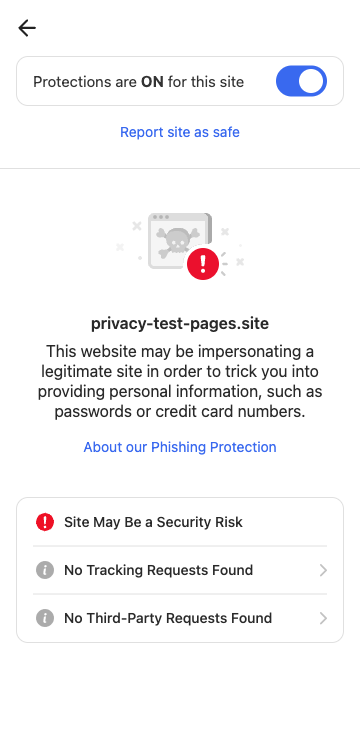 Protections are ON for this site
Report site as safe
privacy-test-pages.site
This website may be impersonating a
legitimate site in order to trick you into
providing personal information, such as
passwords or credit card numbers.
About our Phishing Protection
Site May Be a Security Risk
No Tracking Requests Found
No Third-Party Requests Found